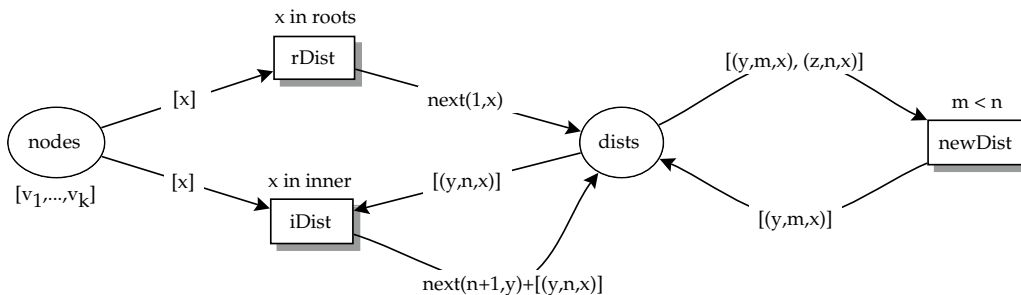 x in roots
rDist
[x]
next(1,x)
[(y,m,x), (z,n,x)]
m < n
nodes
dists
newDist
[v1,...,vk]
[x]
x in inner
[(y,n,x)]
iDist
[(y,m,x)]
next(n+1,y)+[(y,n,x)]